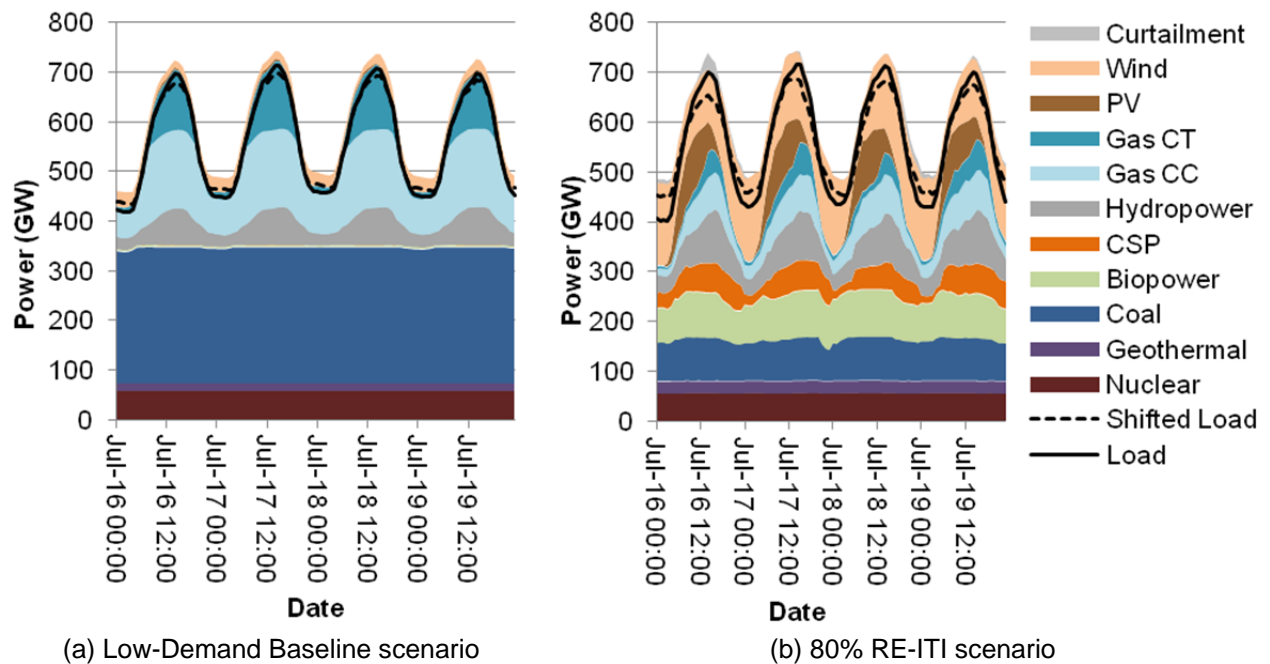 800
700
600
500
400
300
200
100
0
Power (GW)
Jul-16 00:00
Jul-16 12:00
Jul-17 00:00
Jul-17 12:00
Jul-18 00:00
Jul-18 12:00
Jul-19 00:00
Jul-19 12:00
Date
(a) Low-Demand Baseline scenario
800
700
600
500
400
300
200
100
0
Power (GW)
Jul-16 00:00
Jul-16 12:00
Jul-17 00:00
Jul-17 12:00
Jul-18 00:00
Jul-18 12:00
Jul-19 00:00
Jul-19 12:00
Date
(b) 80% RE-ITI scenario
Curtailment
Wind
PV
Gas CT
Gas CC
Hydropower
CSP
Biopower
Coal
Geothermal
Nuclear
Shifted Load
Load